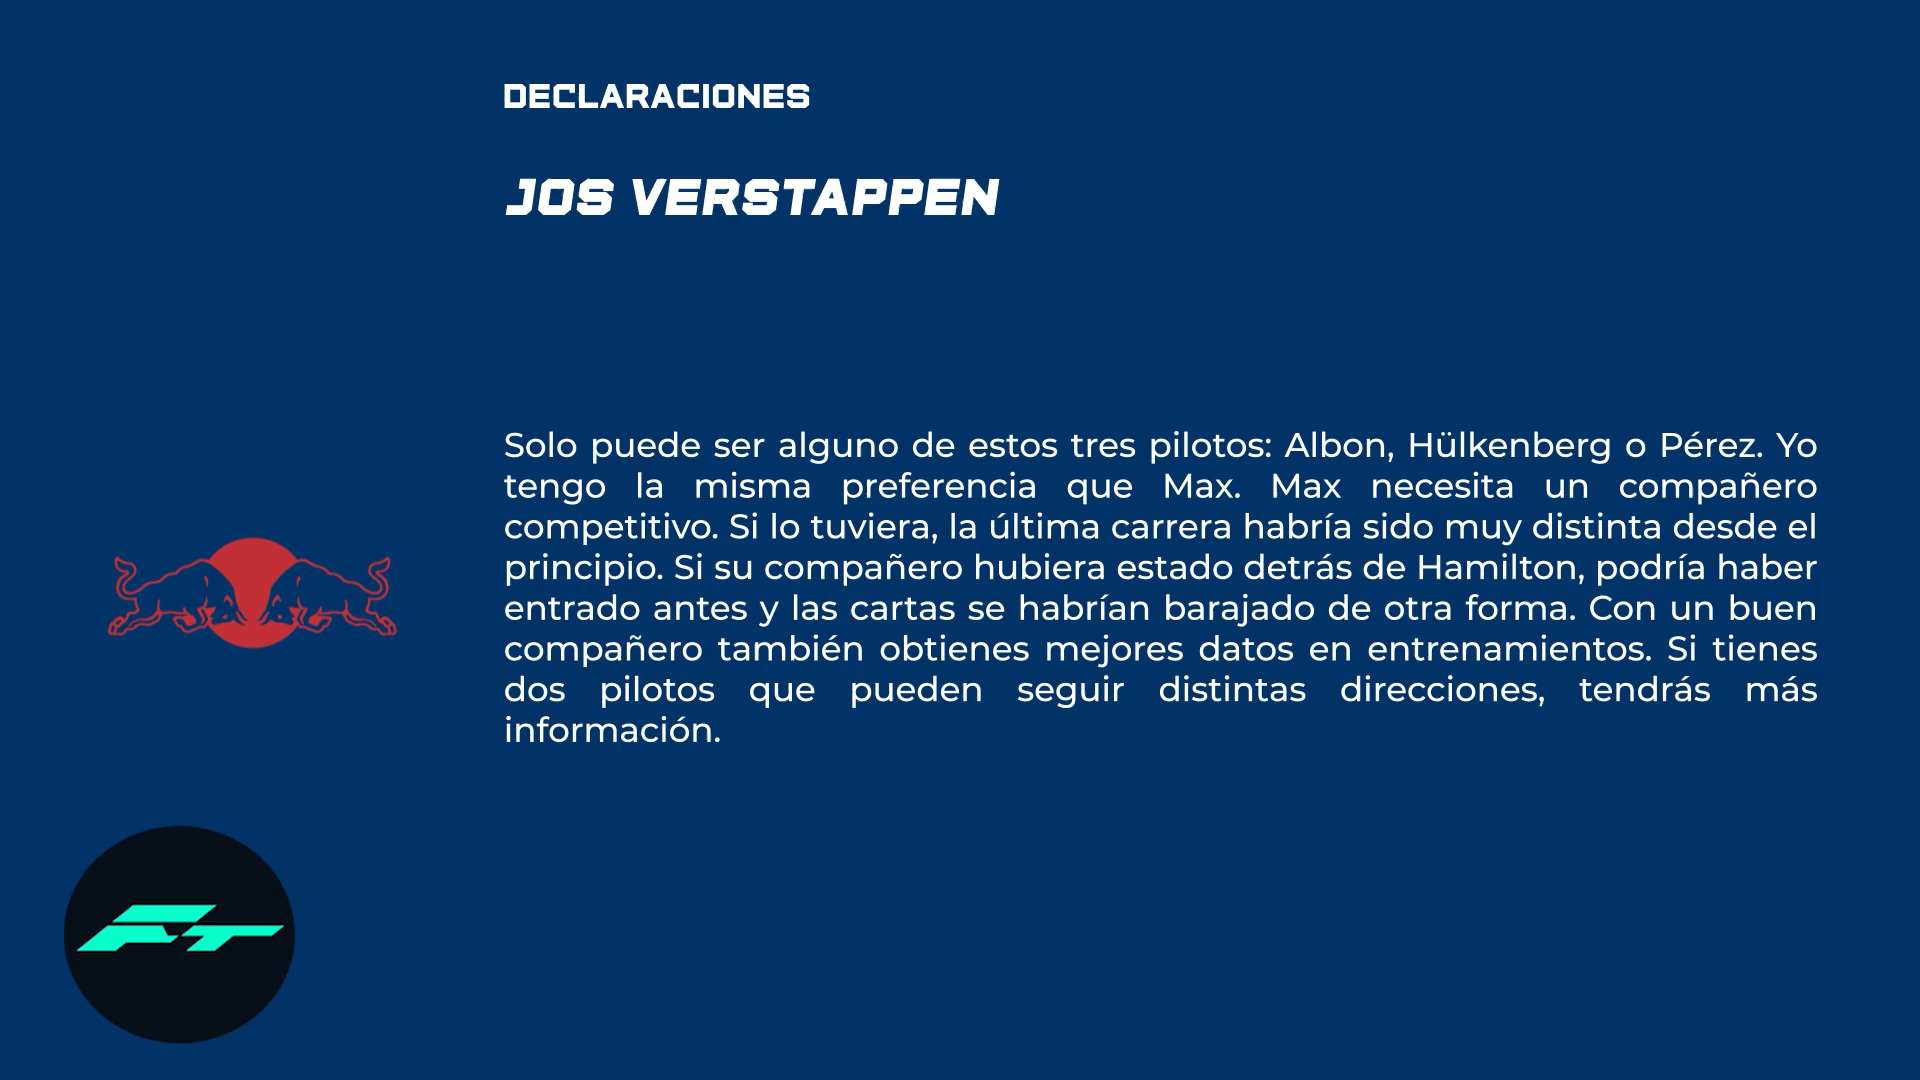 DECLARACIONES
JOS VERSTAPPEN
Solo puede ser alguno de estos tres pilotos: Albon, Hülkenberg o Pérez. Yo
tengo la misma preferencia que Max. Max necesita un compañero
competitivo. Si lo tuviera, la última carrera habría sido muy distinta desde el
principio. Si su compañero hubiera estado detrás de Hamilton, podría haber
entrado antes y las cartas se habrían barajado de otra forma. Con un buen
compañero también obtienes mejores datos en entrenamientos. Si tienes
dos pilotos que pueden seguir distintas direcciones, tendrás más
información.
FT